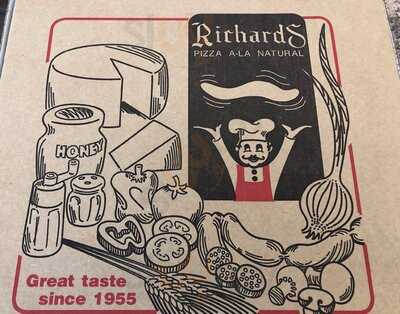 Richards
PIZZA A-LA NATURAL
HONEY
Great taste
since 1955